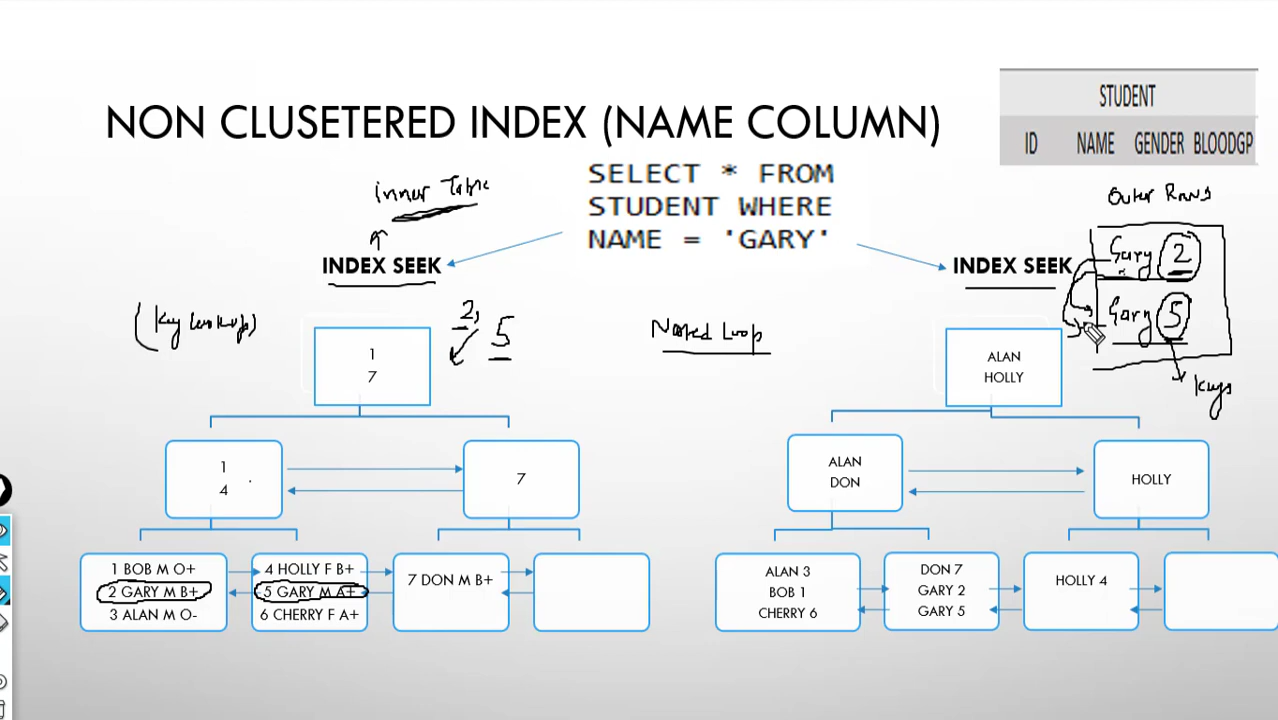 NON CLUSETERED INDEX (NAME COLUMN)
STUDENT
ID NAME GENDER BLOODGP
SELECT * FROM
STUDENT WHERE
NAME = 'GARY'
Inner Table
Outer Rows
INDEX SEEK
INDEX SEEK
Gary 2
Gary 5
Keys
(Key Lookups)
2,
5
Nested Loop
1
7
ALAN
HOLLY
1
4
7
ALAN
DON
HOLLY
1 BOB M O+
2 GARY M B+
3 ALAN M O-
4 HOLLY F B+
5 GARY M A+
6 CHERRY F A+
7 DON M B+
ALAN 3
BOB 1
CHERRY 6
DON 7
GARY 2
GARY 5
HOLLY 4